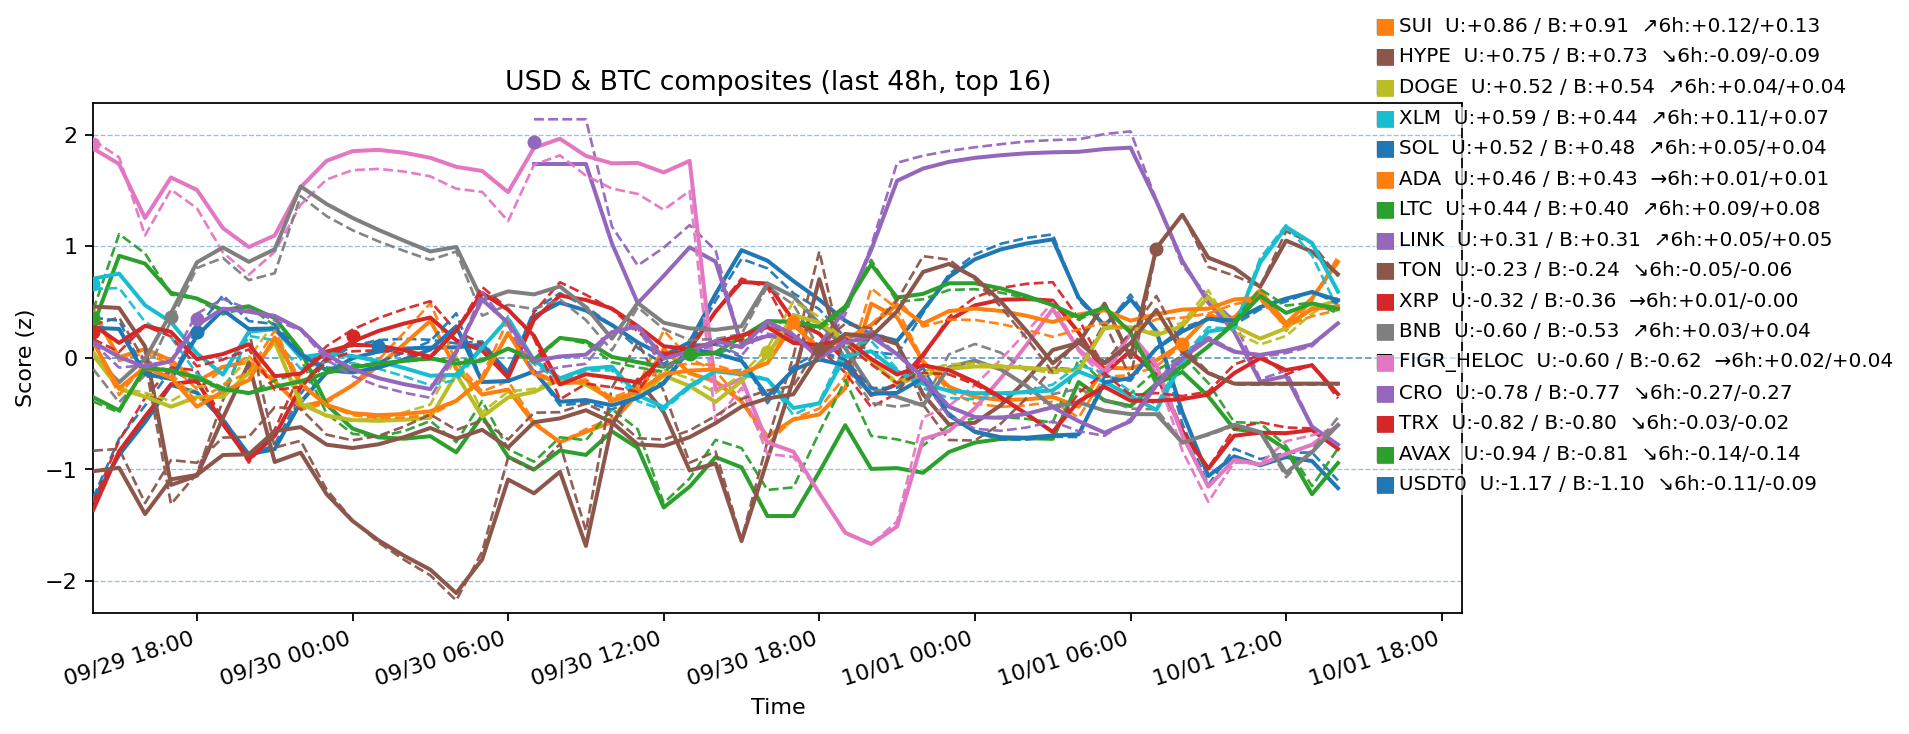 USD & BTC composites (last 48h, top 16)
SUI U:+0.86 / B:+0.91 ↗6h:+0.12/+0.13
HYPE U:+0.75 / B:+0.73 ↘6h:-0.09/-0.09
DOGE U:+0.52 / B:+0.54 ↗6h:+0.04/+0.04
XLM U:+0.59 / B:+0.44 ↗6h:+0.11/+0.07
SOL U:+0.52 / B:+0.48 ↗6h:+0.05/+0.04
ADA U:+0.46 / B:+0.43 →6h:+0.01/+0.01
LTC U:+0.44 / B:+0.40 ↗6h:+0.09/+0.08
LINK U:+0.31 / B:+0.31 ↗6h:+0.05/+0.05
TON U:-0.23 / B:-0.24 ↘6h:-0.05/-0.06
XRP U:-0.32 / B:-0.36 →6h:+0.01/-0.00
BNB U:-0.60 / B:-0.53 ↗6h:+0.03/+0.04
FIGR_HELOC U:-0.60 / B:-0.62 →6h:+0.02/+0.04
CRO U:-0.78 / B:-0.77 ↘6h:-0.27/-0.27
TRX U:-0.82 / B:-0.80 ↘6h:-0.03/-0.02
AVAX U:-0.94 / B:-0.81 ↘6h:-0.14/-0.14
USDT0 U:-1.17 / B:-1.10 ↘6h:-0.11/-0.09
Score (z)
2
1
0
−1
−2
09/29 18:00
09/30 00:00
09/30 06:00
09/30 12:00
09/30 18:00
10/01 00:00
10/01 06:00
10/01 12:00
10/01 18:00
Time